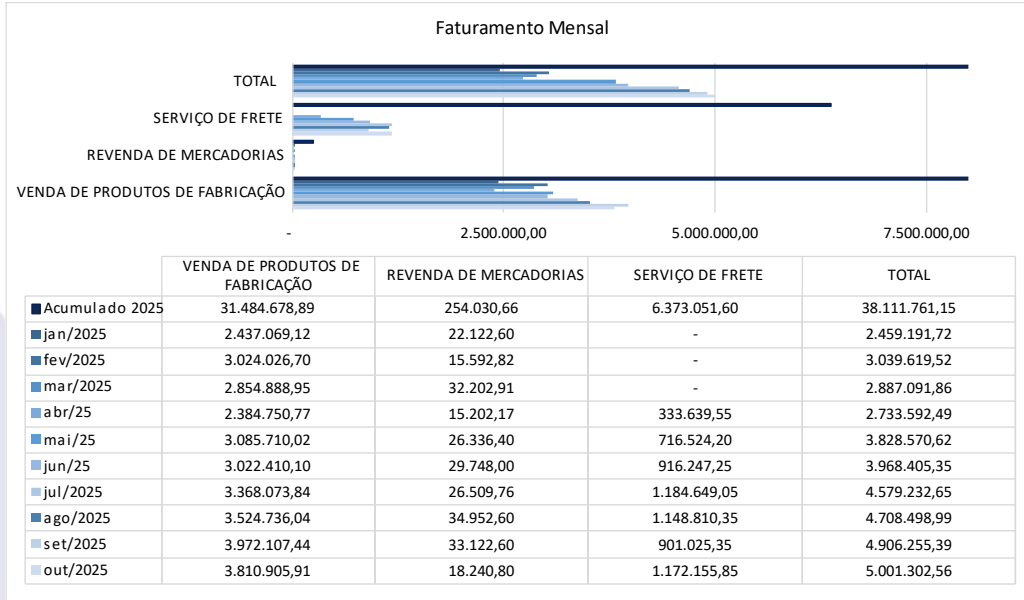 Faturamento Mensal
TOTAL
SERVIÇO DE FRETE
REVENDA DE MERCADORIAS
VENDA DE PRODUTOS DE FABRICAÇÃO
- 2.500.000,00 5.000.000,00 7.500.000,00
VENDA DE PRODUTOS DE FABRICAÇÃO REVENDA DE MERCADORIAS SERVIÇO DE FRETE TOTAL
Acumulado 2025 31.484.678,89 254.030,66 6.373.051,60 38.111.761,15
jan/2025 2.437.069,12 22.122,60 - 2.459.191,72
fev/2025 3.024.026,70 15.592,82 - 3.039.619,52
mar/2025 2.854.888,95 32.202,91 - 2.887.091,86
abr/25 2.384.750,77 15.202,17 333.639,55 2.733.592,49
mai/25 3.085.710,02 26.336,40 716.524,20 3.828.570,62
jun/25 3.022.410,10 29.748,00 916.247,25 3.968.405,35
jul/2025 3.368.073,84 26.509,76 1.184.649,05 4.579.232,65
ago/2025 3.524.736,04 34.952,60 1.148.810,35 4.708.498,99
set/2025 3.972.107,44 33.122,60 901.025,35 4.906.255,39
out/2025 3.810.905,91 18.240,80 1.172.155,85 5.001.302,56